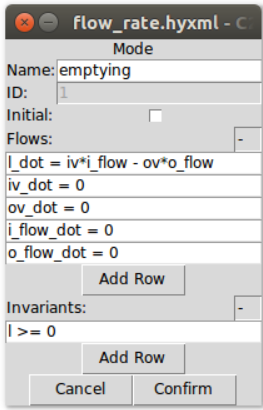 flow_rate.hyxml - C
Mode
Name: emptying
ID: 1
Initial:
Flows: -
l_dot = iv*i_flow - ov*o_flow
iv_dot = 0
ov_dot = 0
i_flow_dot = 0
o_flow_dot = 0
Add Row
Invariants: -
l >= 0
Add Row
Cancel Confirm